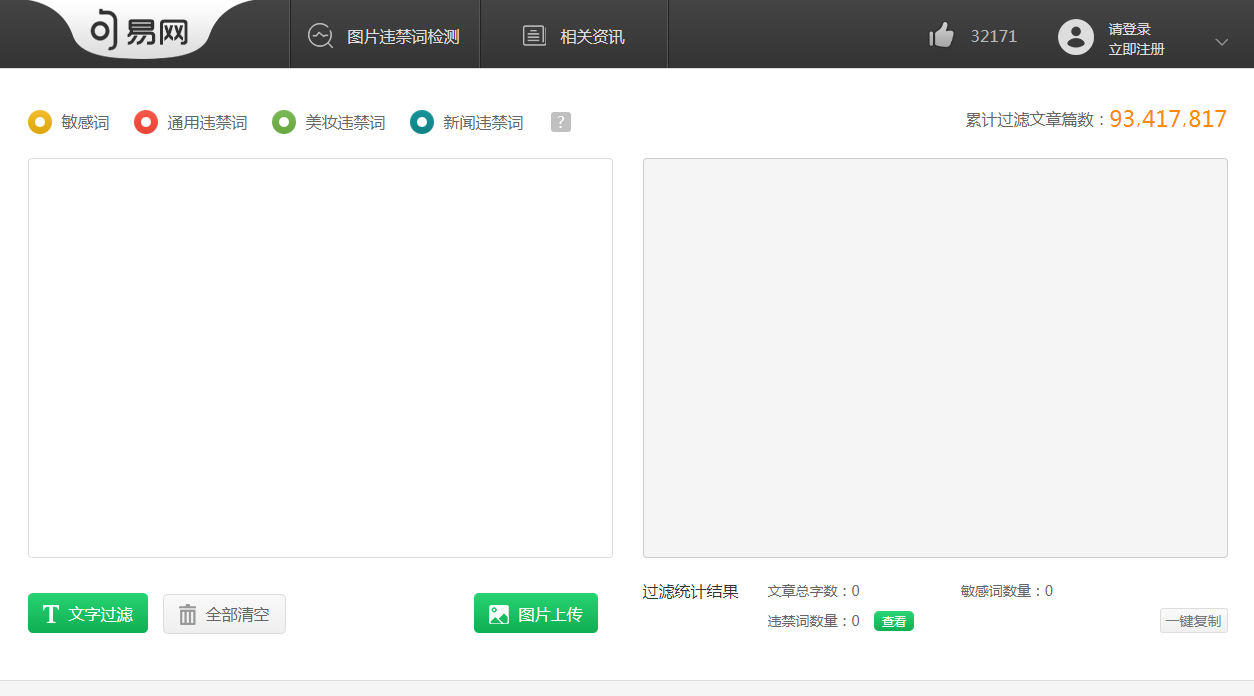 句易网
图片违禁词检测
相关资讯
32171
请登录
立即注册
敏感词
通用违禁词
美妆违禁词
新闻违禁词
?
累计过滤文章篇数：93,417,817
T 文字过滤
全部清空
图片上传
过滤统计结果
文章总字数：0
敏感词数量：0
违禁词数量：0
查看
一键复制